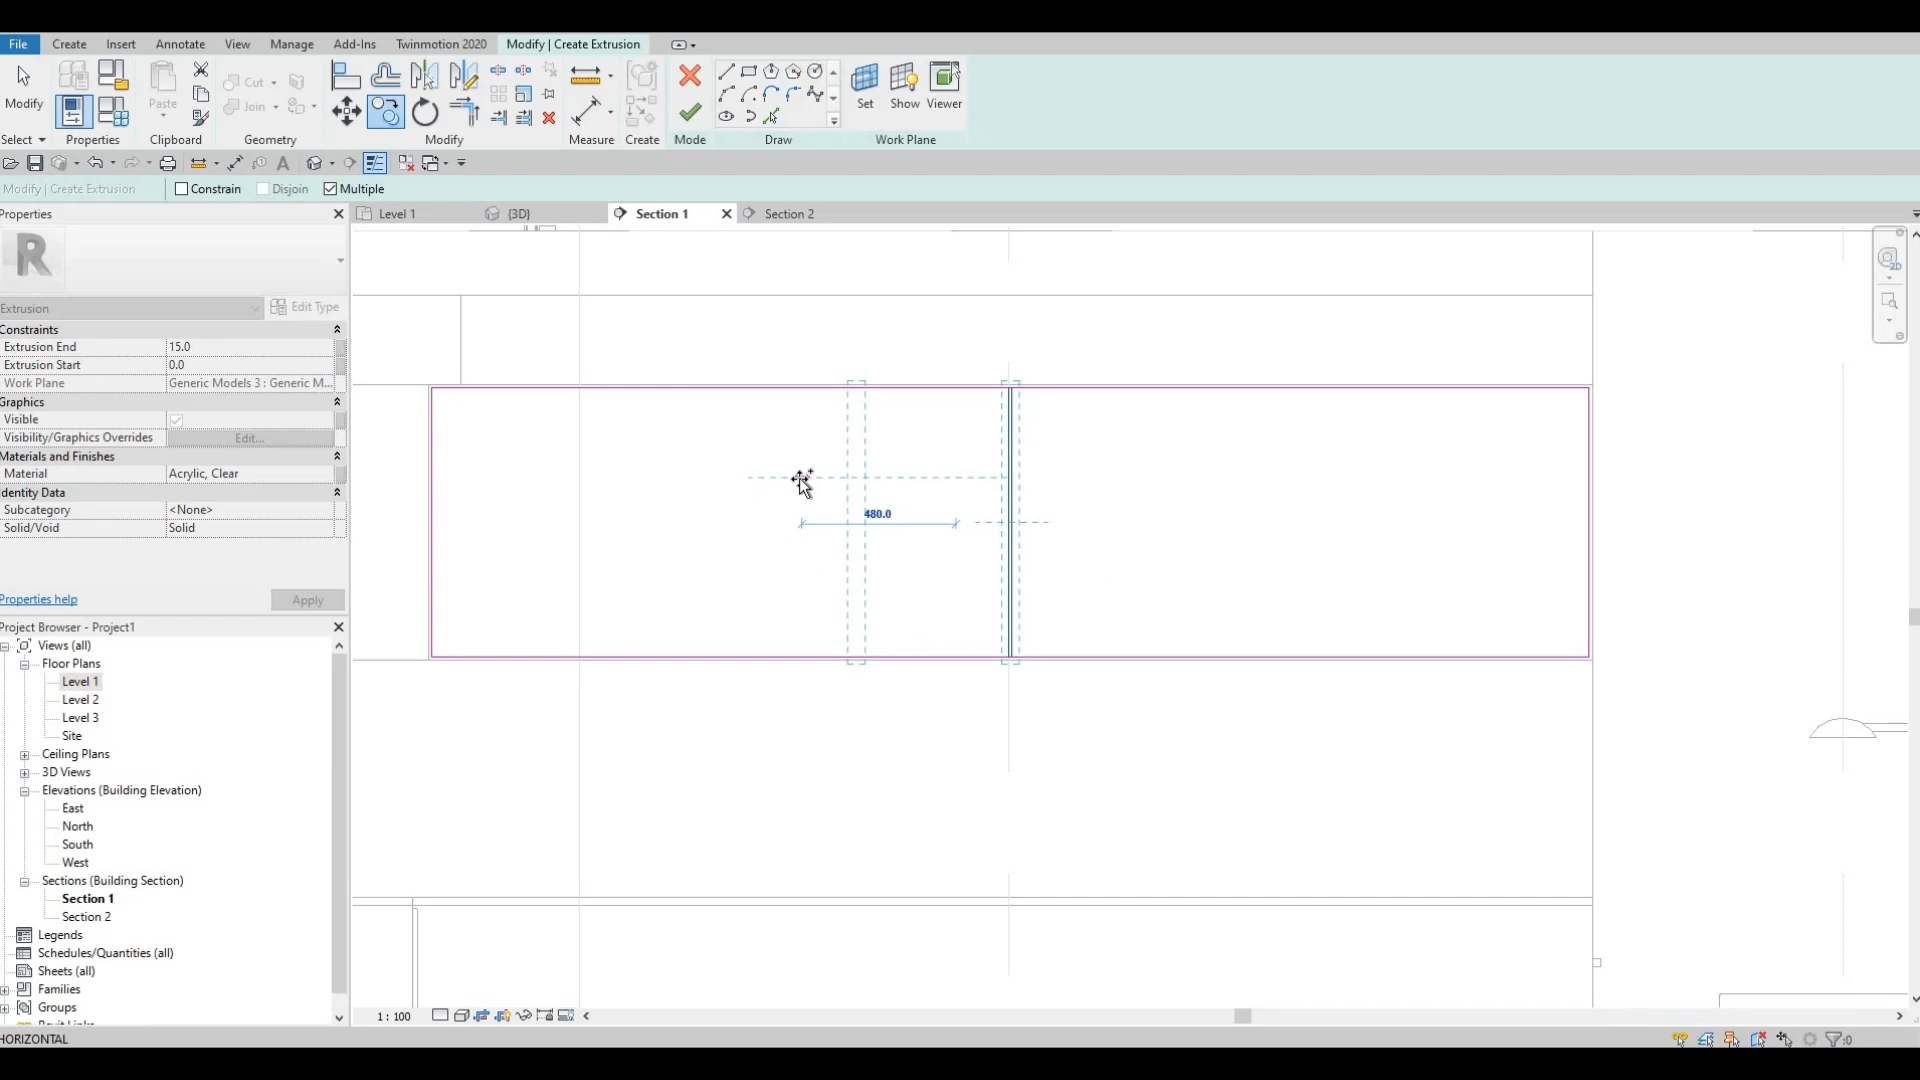 File Create Insert Annotate View Manage Add-Ins Twinmotion 2020 Modify | Create Extrusion
Modify Paste Cut Join Set Show Viewer
Select Properties Clipboard Geometry Modify Measure Create Mode Draw Work Plane
Modify | Create Extrusion Constrain Disjoin Multiple
Properties
Level 1 {3D} Section 1 Section 2
R
2D
Extrusion Edit Type
Constraints
Extrusion End 15.0
Extrusion Start 0.0
Work Plane Generic Models 3 : Generic M...
Graphics
Visible
Visibility/Graphics Overrides Edit...
Materials and Finishes
Material Acrylic, Clear
Identity Data
Subcategory <None>
Solid/Void Solid
480.0
Properties help Apply
Project Browser - Project1
Views (all)
Floor Plans
Level 1
Level 2
Level 3
Site
Ceiling Plans
3D Views
Elevations (Building Elevation)
East
North
South
West
Sections (Building Section)
Section 1
Section 2
Legends
Schedules/Quantities (all)
Sheets (all)
Families
Groups
Revit Links
1 : 100
HORIZONTAL
:0